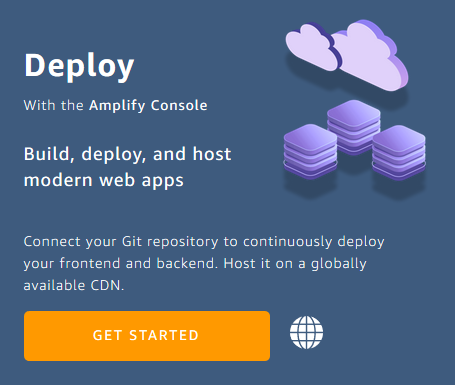 Deploy
With the Amplify Console
Build, deploy, and host
modern web apps
Connect your Git repository to continuously deploy
your frontend and backend. Host it on a globally
available CDN.
GET STARTED